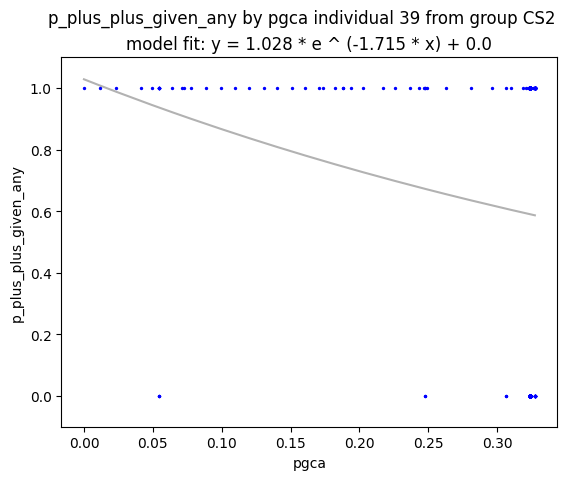 p_plus_plus_given_any by pgca individual 39 from group CS2
model fit: y = 1.028 * e ^ (-1.715 * x) + 0.0
1.0
0.8
0.6
0.4
0.2
0.0
p_plus_plus_given_any
0.00 0.05 0.10 0.15 0.20 0.25 0.30
pgca